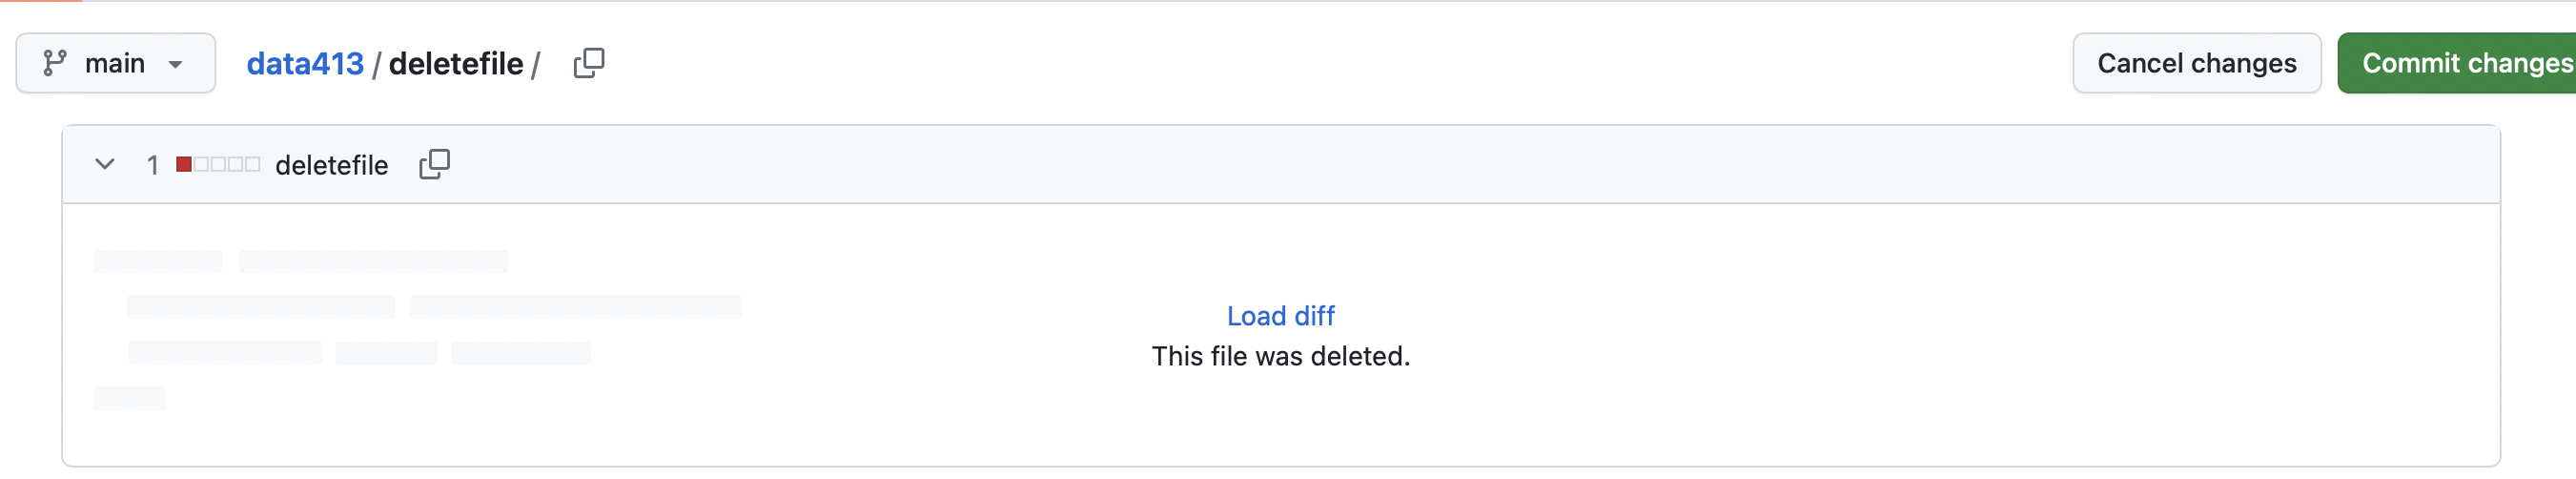 main data413 / deletefile / Cancel changes Commit changes
1 deletefile
Load diff
This file was deleted.